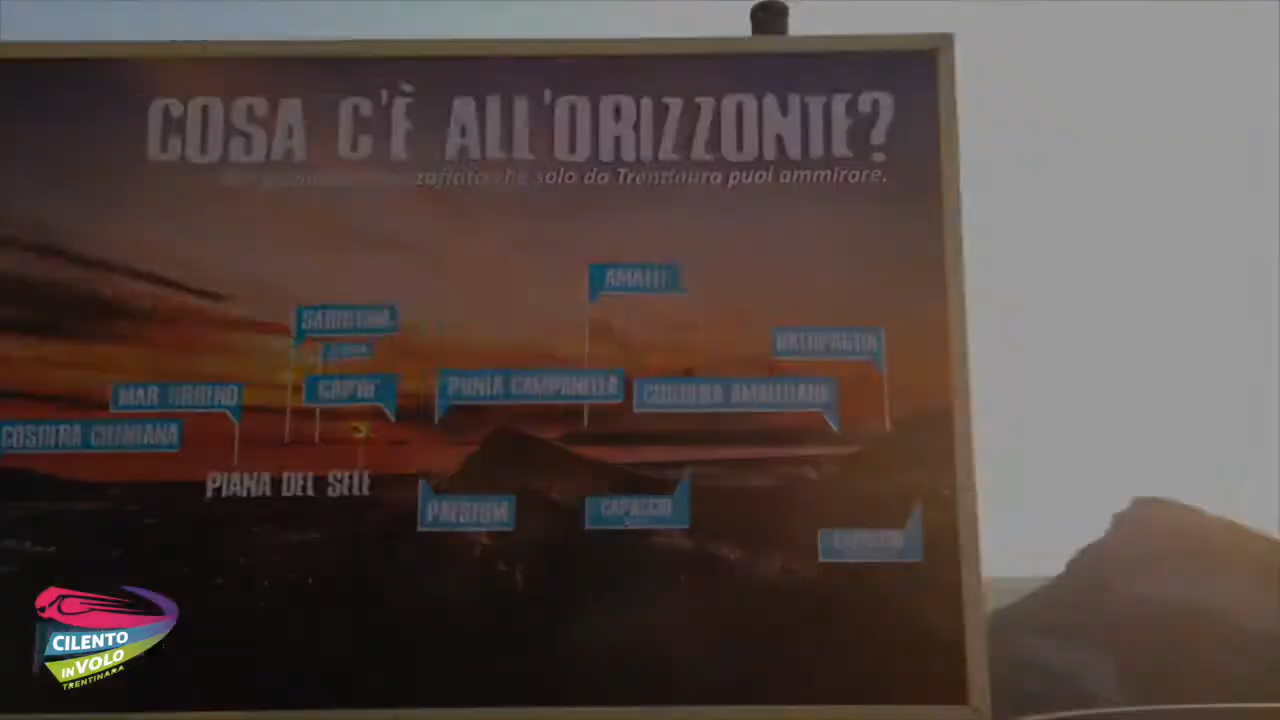 COSA C'È ALL'ORIZZONTE?
che solo da Trentinara puoi ammirare.
AMALFI
SARDEGNA
BATTIPAGLIA
MAR TIRRENO
CAPRI
PUNTA CAMPANELLA
COSTIERA AMALFITANA
COSTIERA CILENTANA
PIANA DEL SELE
PAESTUM
CAPACCIO
CILENTO
IN VOLO
TRENTINARA